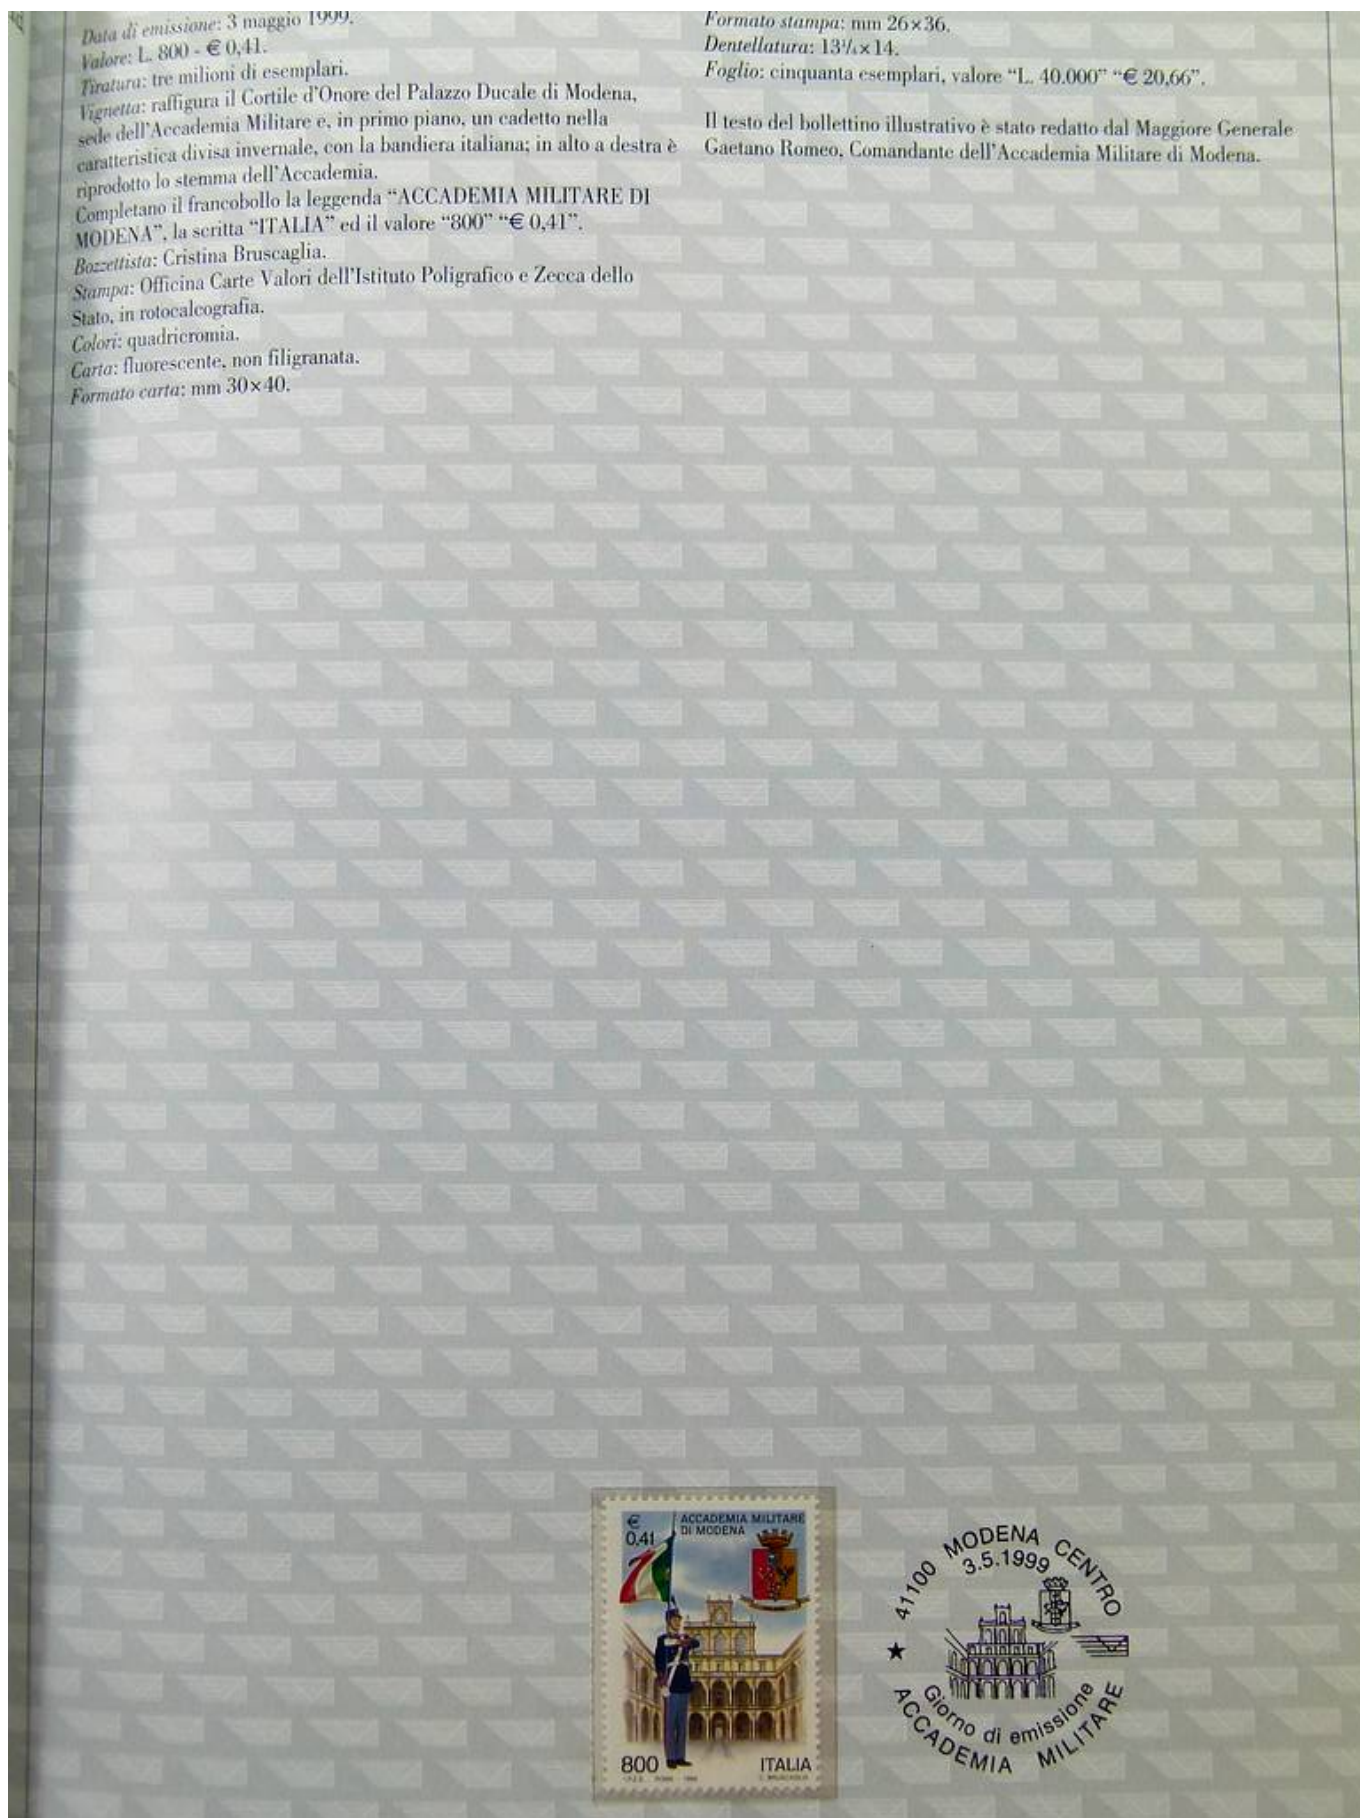 Data di emissione: 3 maggio 1999.
Valore: L. 800 - € 0,41.
Tiratura: tre milioni di esemplari.
Vignetta: raffigura il Cortile d'Onore del Palazzo Ducale di Modena,
sede dell'Accademia Militare e, in primo piano, un cadetto nella
caratteristica divisa invernale, con la bandiera italiana; in alto a destra è
riprodotto lo stemma dell'Accademia.
Completano il francobollo la leggenda “ACCADEMIA MILITARE DI
MODENA”, la scritta “ITALIA” ed il valore “800” “€ 0,41”.
Bozzettista: Cristina Bruscaglia.
Stampa: Officina Carte Valori dell'Istituto Poligrafico e Zecca dello
Stato, in rotocalcografia.
Colori: quadricromia.
Carta: fluorescente, non filigranata.
Formato carta: mm 30×40.
Formato stampa: mm 26×36.
Dentellatura: 13¼×14.
Foglio: cinquanta esemplari, valore “L. 40.000” “€ 20,66”.
Il testo del bollettino illustrativo è stato redatto dal Maggiore Generale
Gaetano Romeo, Comandante dell'Accademia Militare di Modena.
€
0,41
ACCADEMIA MILITARE
DI MODENA
800
ITALIA
I.P.Z.S. - ROMA - 1999
C. BRUSCAGLIA
41100 MODENA CENTRO
3.5.1999
Giorno di emissione
★ ACCADEMIA MILITARE